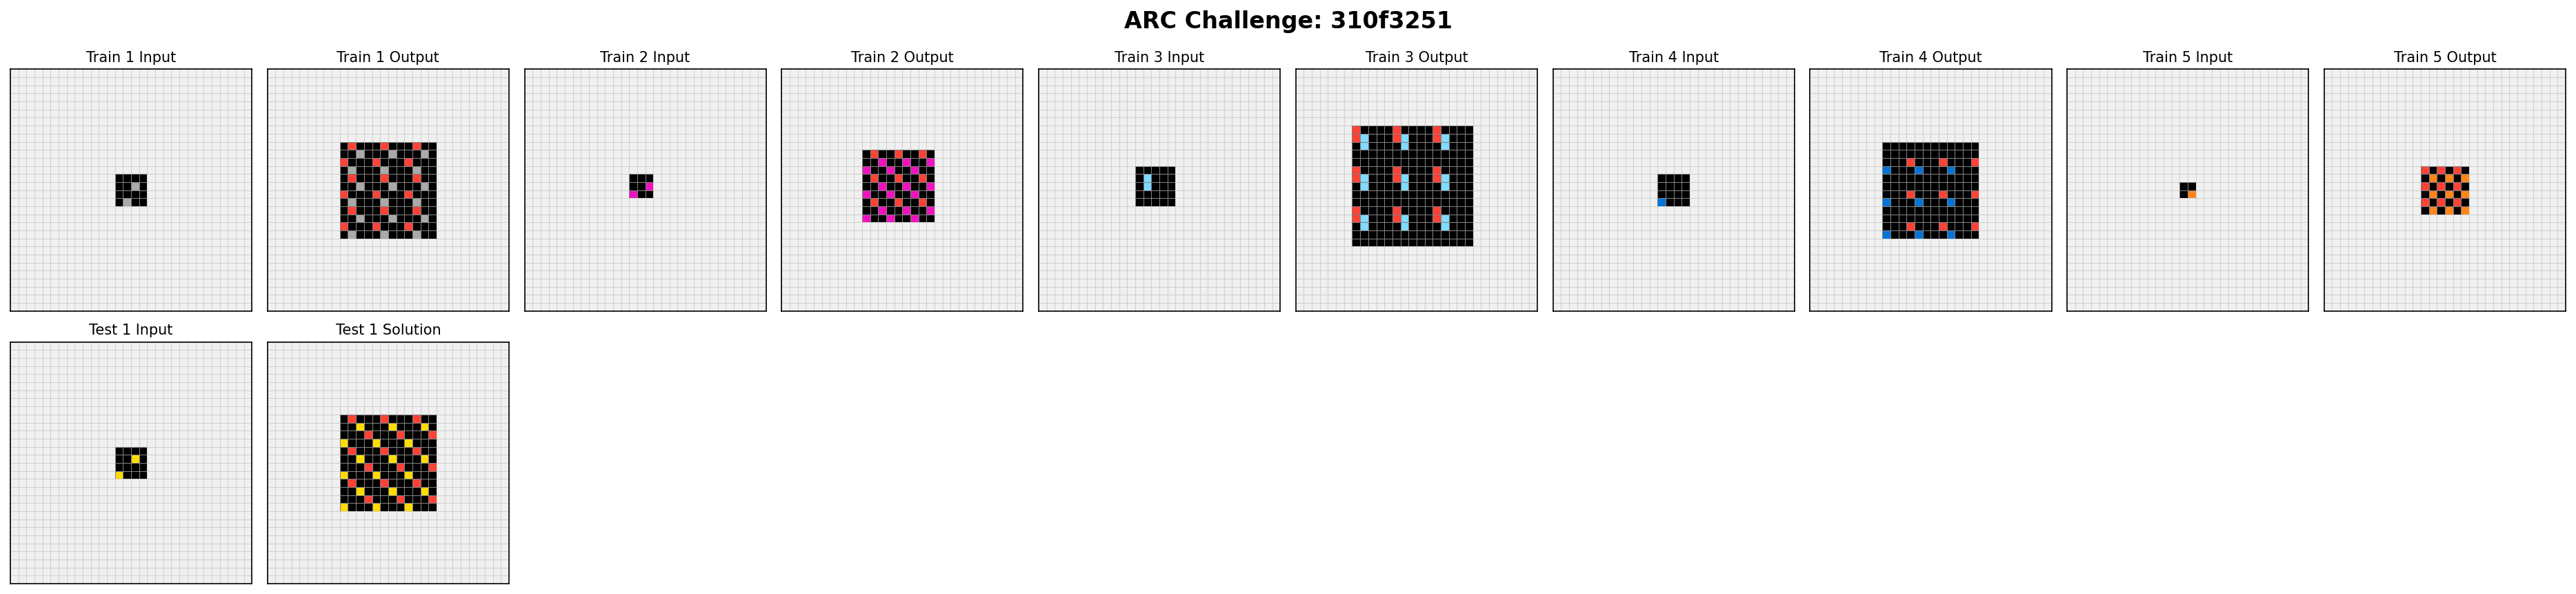 ARC Challenge: 310f3251
Train 1 Input
Train 1 Output
Train 2 Input
Train 2 Output
Train 3 Input
Train 3 Output
Train 4 Input
Train 4 Output
Train 5 Input
Train 5 Output
Test 1 Input
Test 1 Solution